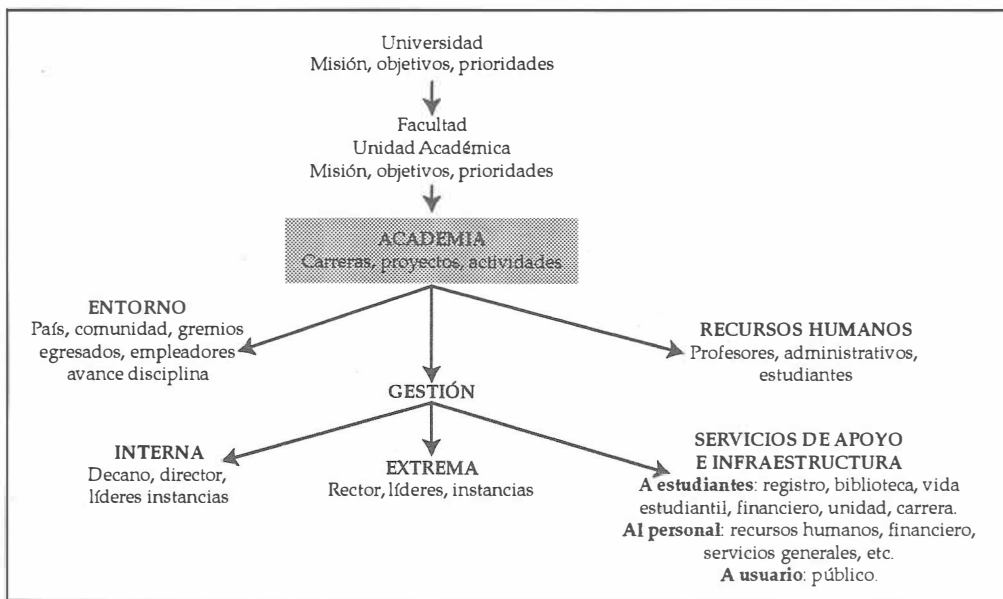 Universidad
Misión, objetivos, prioridades
Facultad
Unidad Académica
Misión, objetivos, prioridades
ACADEMIA
Carreras, proyectos, actividades
ENTORNO
País, comunidad, gremios
egresados, empleadores
avance disciplina
RECURSOS HUMANOS
Profesores, administrativos,
estudiantes
GESTIÓN
INTERNA
Decano, director,
líderes instancias
EXTREMA
Rector, líderes, instancias
SERVICIOS DE APOYO
E INFRAESTRUCTURA
A estudiantes: registro, biblioteca, vida
estudiantil, financiero, unidad, carrera.
Al personal: recursos humanos, financiero,
servicios generales, etc.
A usuario: público.